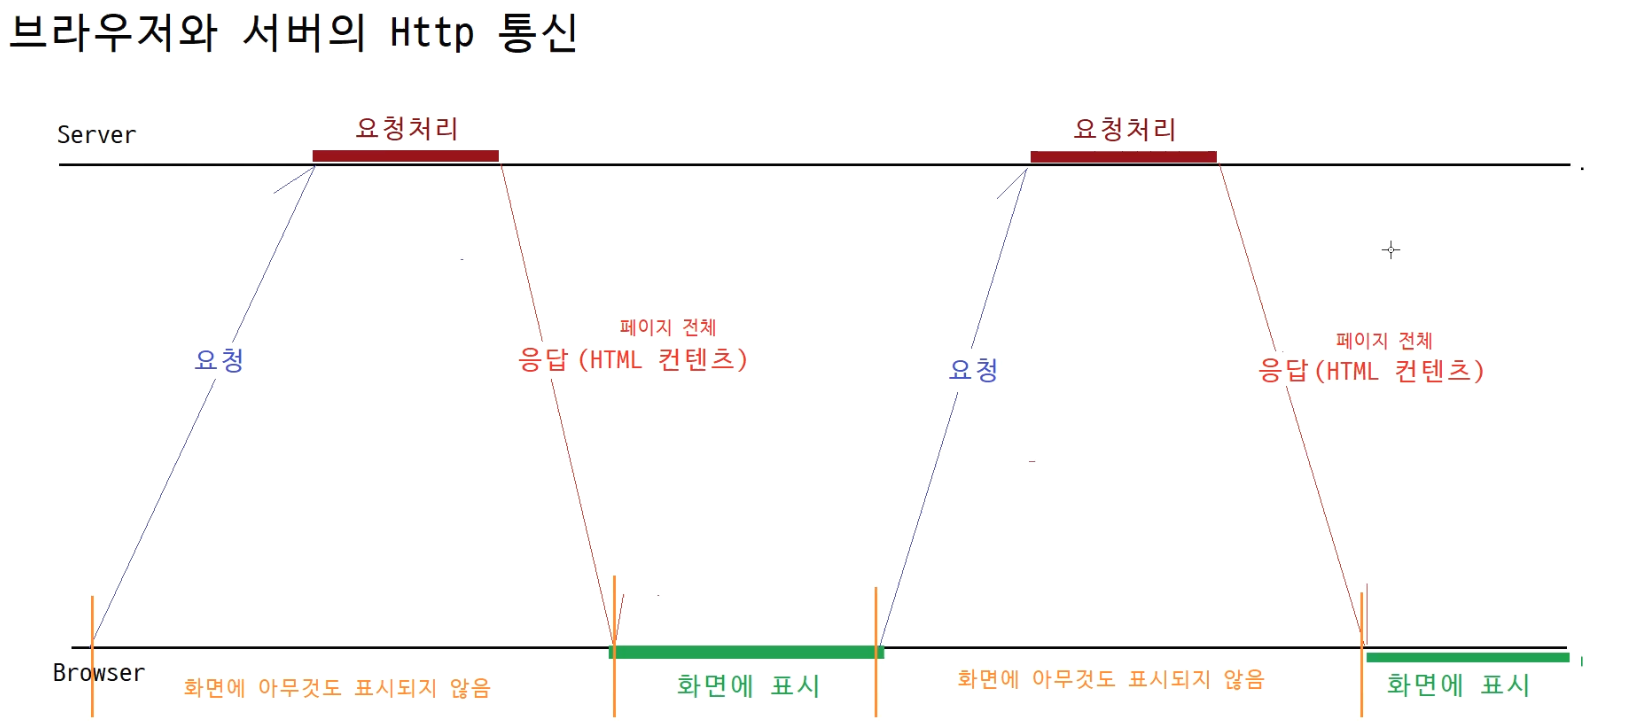 브라우저와 서버의 Http 통신
Server
요청처리
요청처리
페이지 전체
요청
응답(HTML 컨텐츠)
페이지 전체
요청
응답(HTML 컨텐츠)
Browser
화면에 아무것도 표시되지 않음
화면에 표시
화면에 아무것도 표시되지 않음
화면에 표시